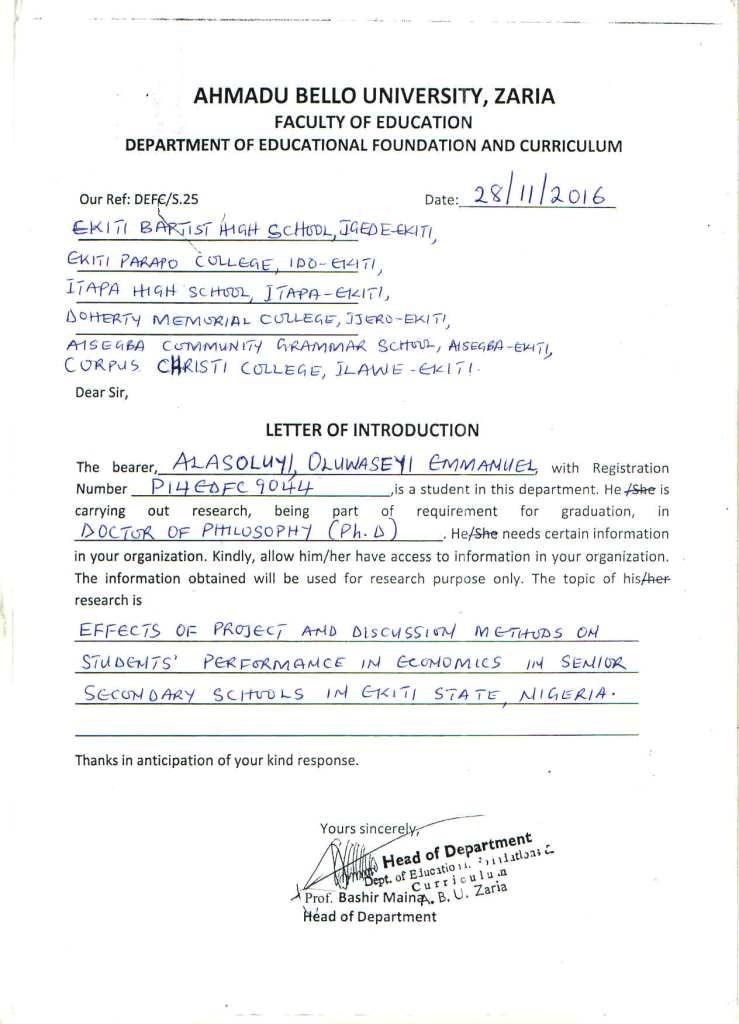 AHMADU BELLO UNIVERSITY, ZARIA
FACULTY OF EDUCATION
DEPARTMENT OF EDUCATIONAL FOUNDATION AND CURRICULUM
Our Ref: DEFC/S.25 Date: 28/11/2016
EKITI BAPTIST HIGH SCHOOL, IGEDE-EKITI,
EKITI PARAPO COLLEGE, IDO-EKITI,
ITAPA HIGH SCHOOL, ITAPA-EKITI,
DOHERTY MEMORIAL COLLEGE, IJERO-EKITI,
AISEGBA COMMUNITY GRAMMAR SCHOOL, AISEGBA-EKITI,
CORPUS CHRISTI COLLEGE, ILAWE-EKITI.
Dear Sir,
LETTER OF INTRODUCTION
The bearer, ALASOLUYI, OLUWASEYI EMMANUEL, with Registration
Number P14EDFC9044, is a student in this department. He /She is
carrying out research, being part of requirement for graduation, in
DOCTOR OF PHILOSOPHY (Ph.D). He/She needs certain information
in your organization. Kindly, allow him/her have access to information in your organization.
The information obtained will be used for research purpose only. The topic of his/her
research is
EFFECTS OF PROJECT AND DISCUSSION METHODS ON
STUDENTS' PERFORMANCE IN ECONOMICS IN SENIOR
SECONDARY SCHOOLS IN EKITI STATE, NIGERIA.
Thanks in anticipation of your kind response.
Yours sincerely,
Head of Department
Dept. of Education
Curriculum
A. B. U. Zaria
Prof. Bashir Maina
Head of Department